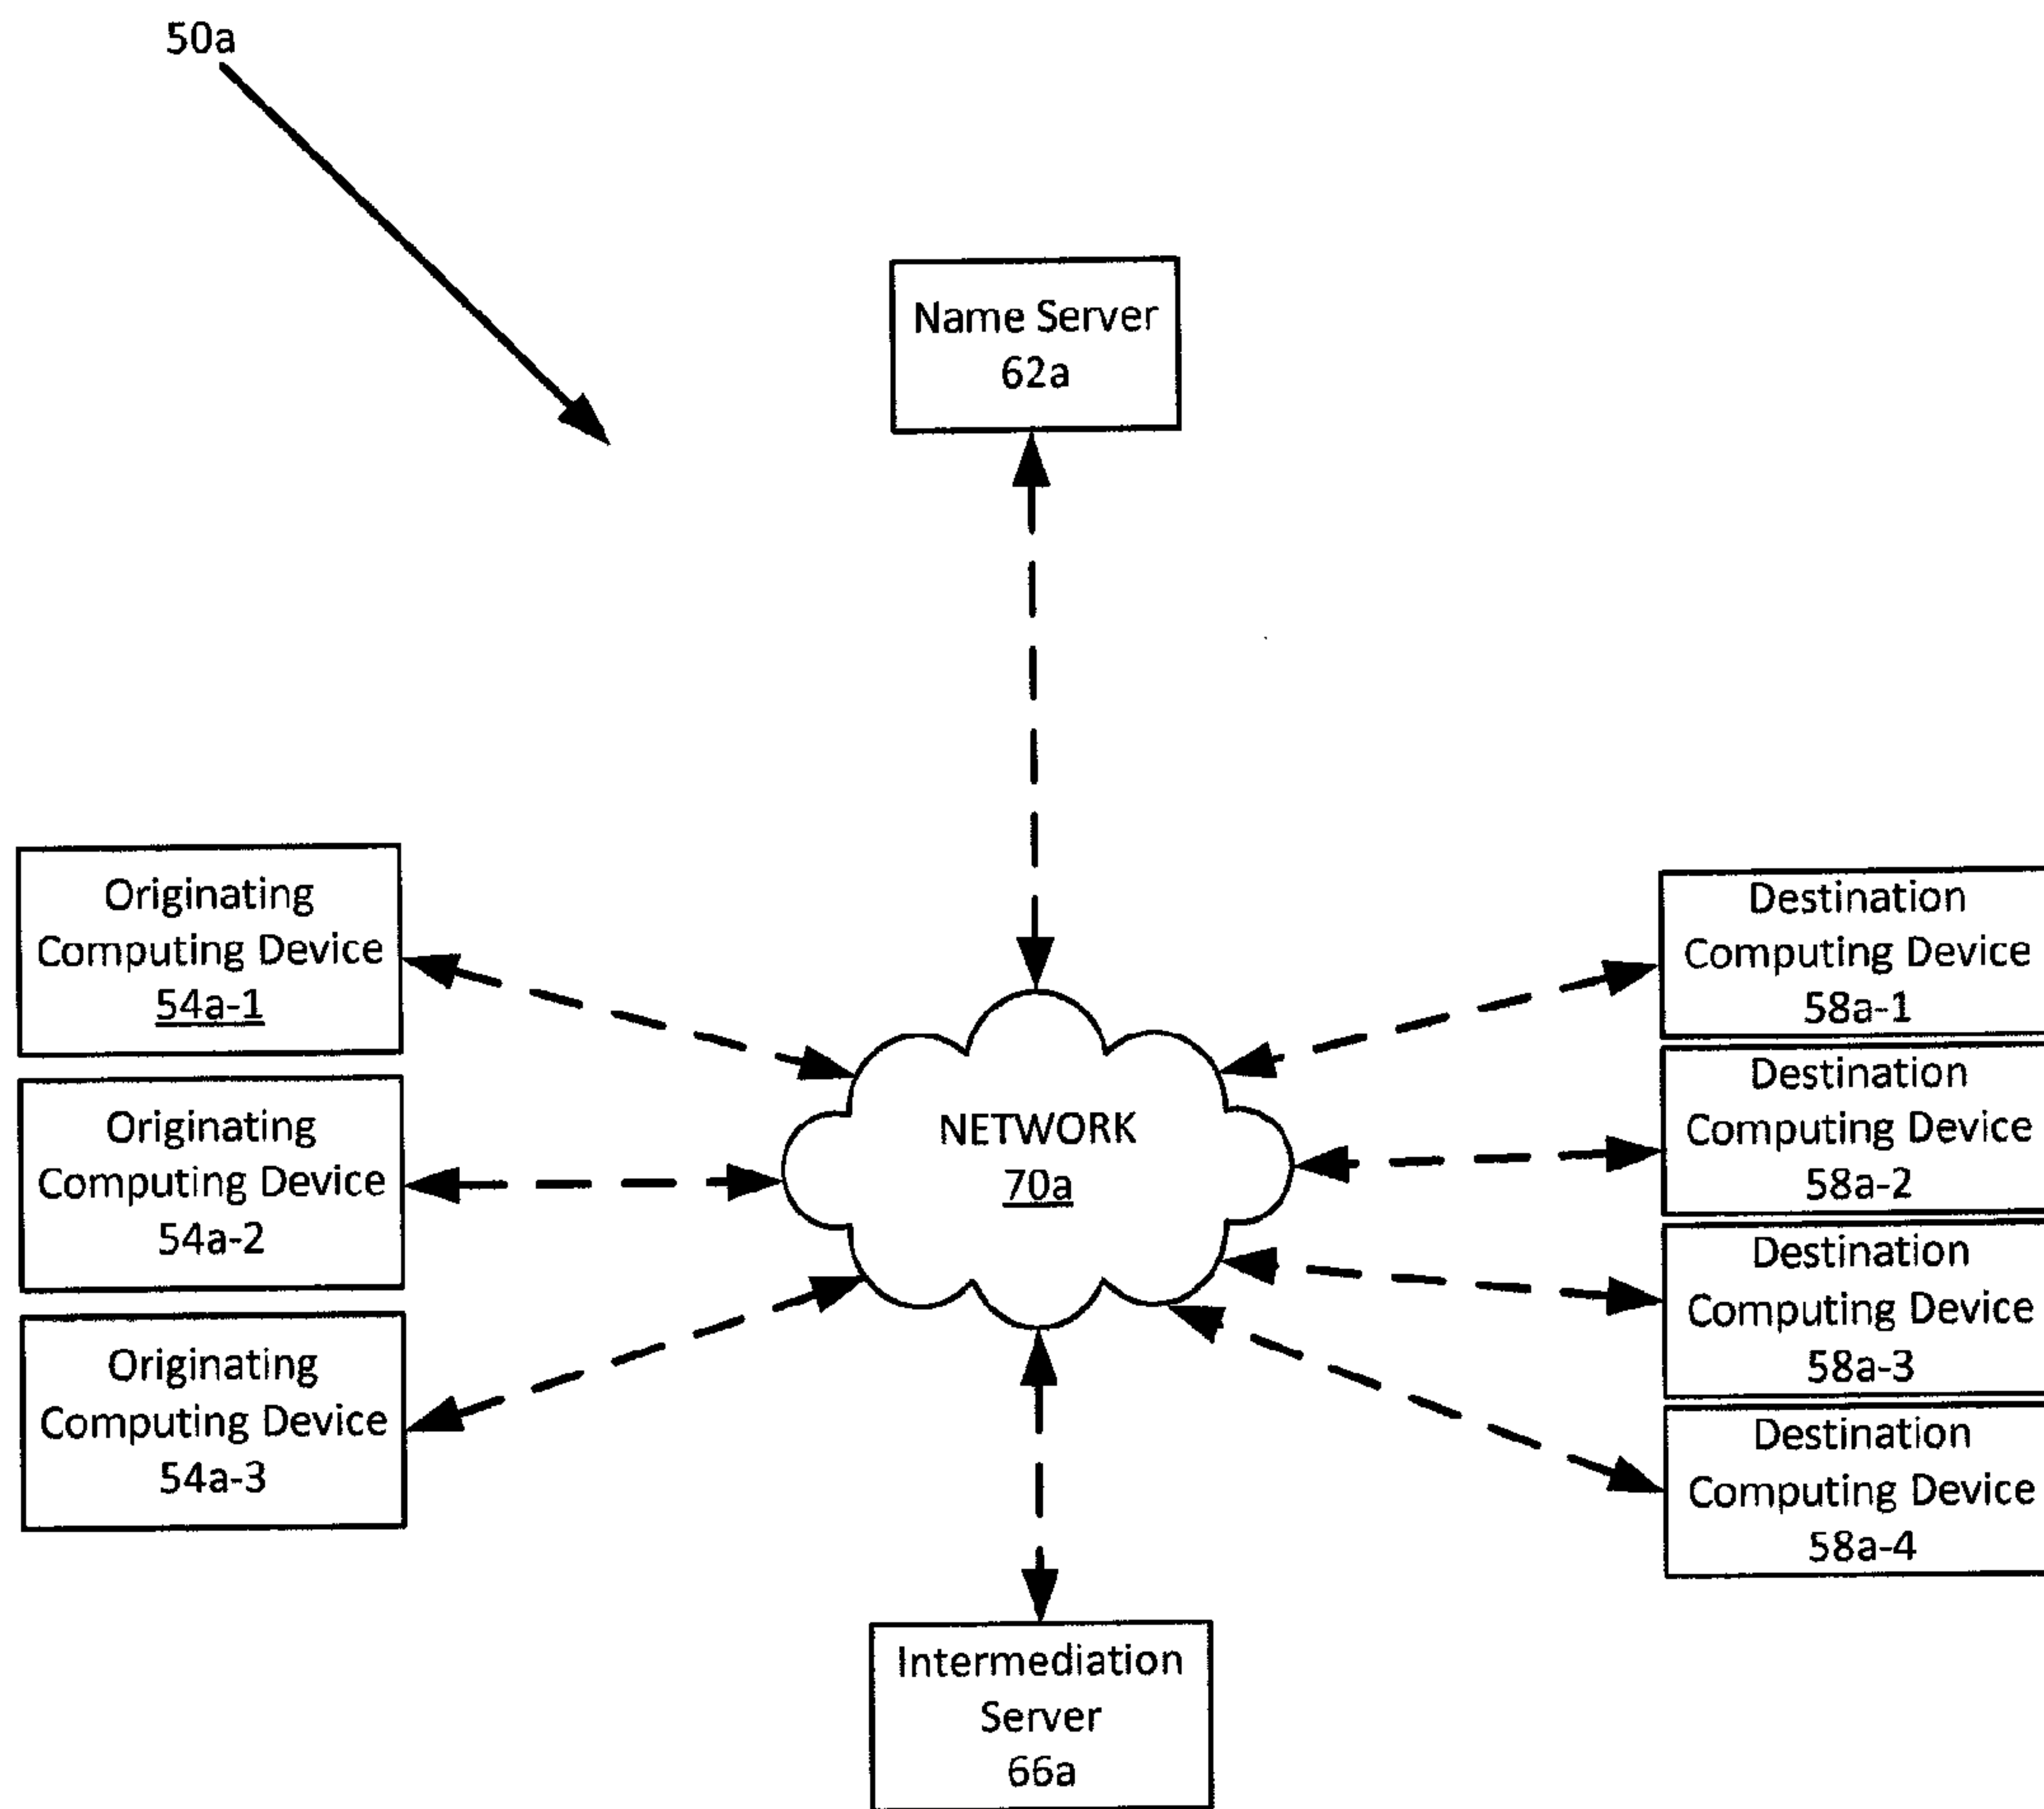 50a
Name Server
62a
Originating
Computing Device
54a-1
Originating
Computing Device
54a-2
Originating
Computing Device
54a-3
NETWORK
70a
Destination
Computing Device
58a-1
Destination
Computing Device
58a-2
Destination
Computing Device
58a-3
Destination
Computing Device
58a-4
Intermediation
Server
66a